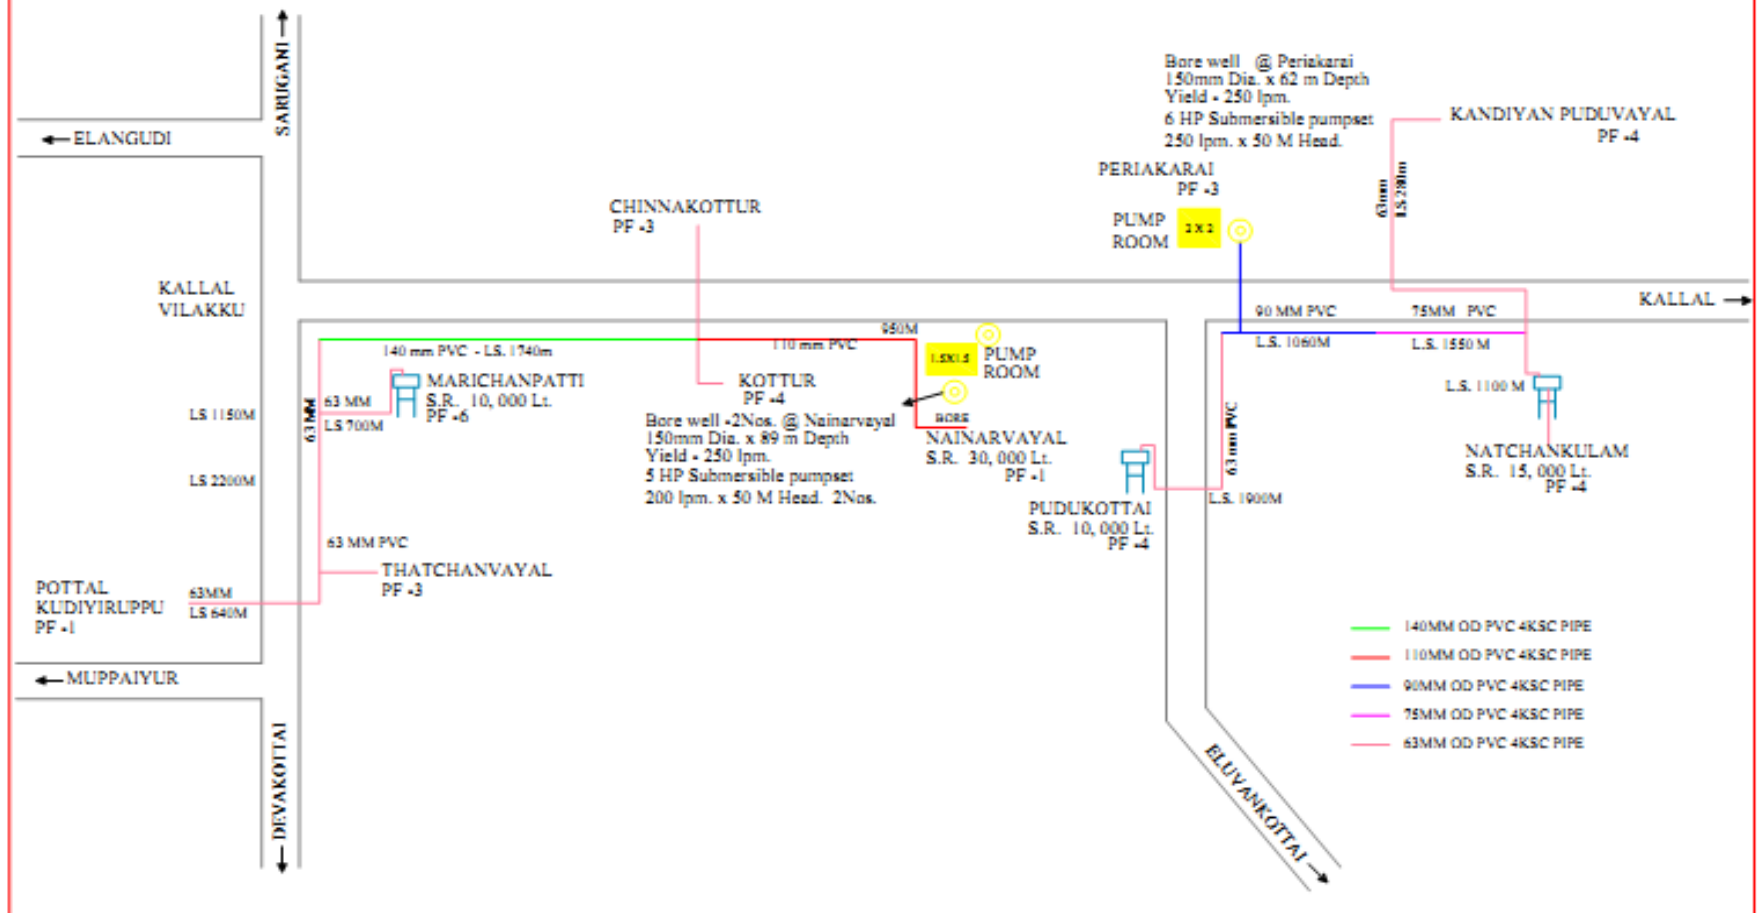 SARUGANI
ELANGUDI
KALLAL
VILAKKU
LS 1150M
LS 2200M
POTTAL
KUDIYIRUPPU
PF -1
63MM
LS 640M
MUPPAIYUR
DEVAKOTTAI
140 mm PVC - LS. 1740m
63 MM
63 MM
LS 700M
MARICHANPATTI
S.R. 10, 000 Lt.
PF -6
63 MM PVC
THATCHANVAYAL
PF -3
CHINNAKOTTUR
PF -3
950M
110 mm PVC
KOTTUR
PF -4
Bore well -2Nos. @ Nainarvayal
150mm Dia. x 89 m Depth
Yield - 250 lpm.
5 HP Submersible pumpset
200 lpm. x 50 M Head. 2Nos.
1.5X1.5
PUMP
ROOM
BORE
NAINARVAYAL
S.R. 30, 000 Lt.
PF -1
Bore well @ Periakarai
150mm Dia. x 62 m Depth
Yield - 250 lpm.
6 HP Submersible pumpset
250 lpm. x 50 M Head.
PERIAKARAI
PF -3
PUMP
ROOM
2 X 2
KANDIYAN PUDUVAYAL
PF -4
63mm
LS 280m
KALLAL
90 MM PVC
L.S. 1060M
75MM PVC
L.S. 1550 M
L.S. 1100 M
NATCHANKULAM
S.R. 15, 000 Lt.
PF -4
63 mm PVC
L.S. 1900M
PUDUKOTTAI
S.R. 10, 000 Lt.
PF -4
ELUVANKOTTAI
140MM OD PVC 4KSC PIPE
110MM OD PVC 4KSC PIPE
90MM OD PVC 4KSC PIPE
75MM OD PVC 4KSC PIPE
63MM OD PVC 4KSC PIPE